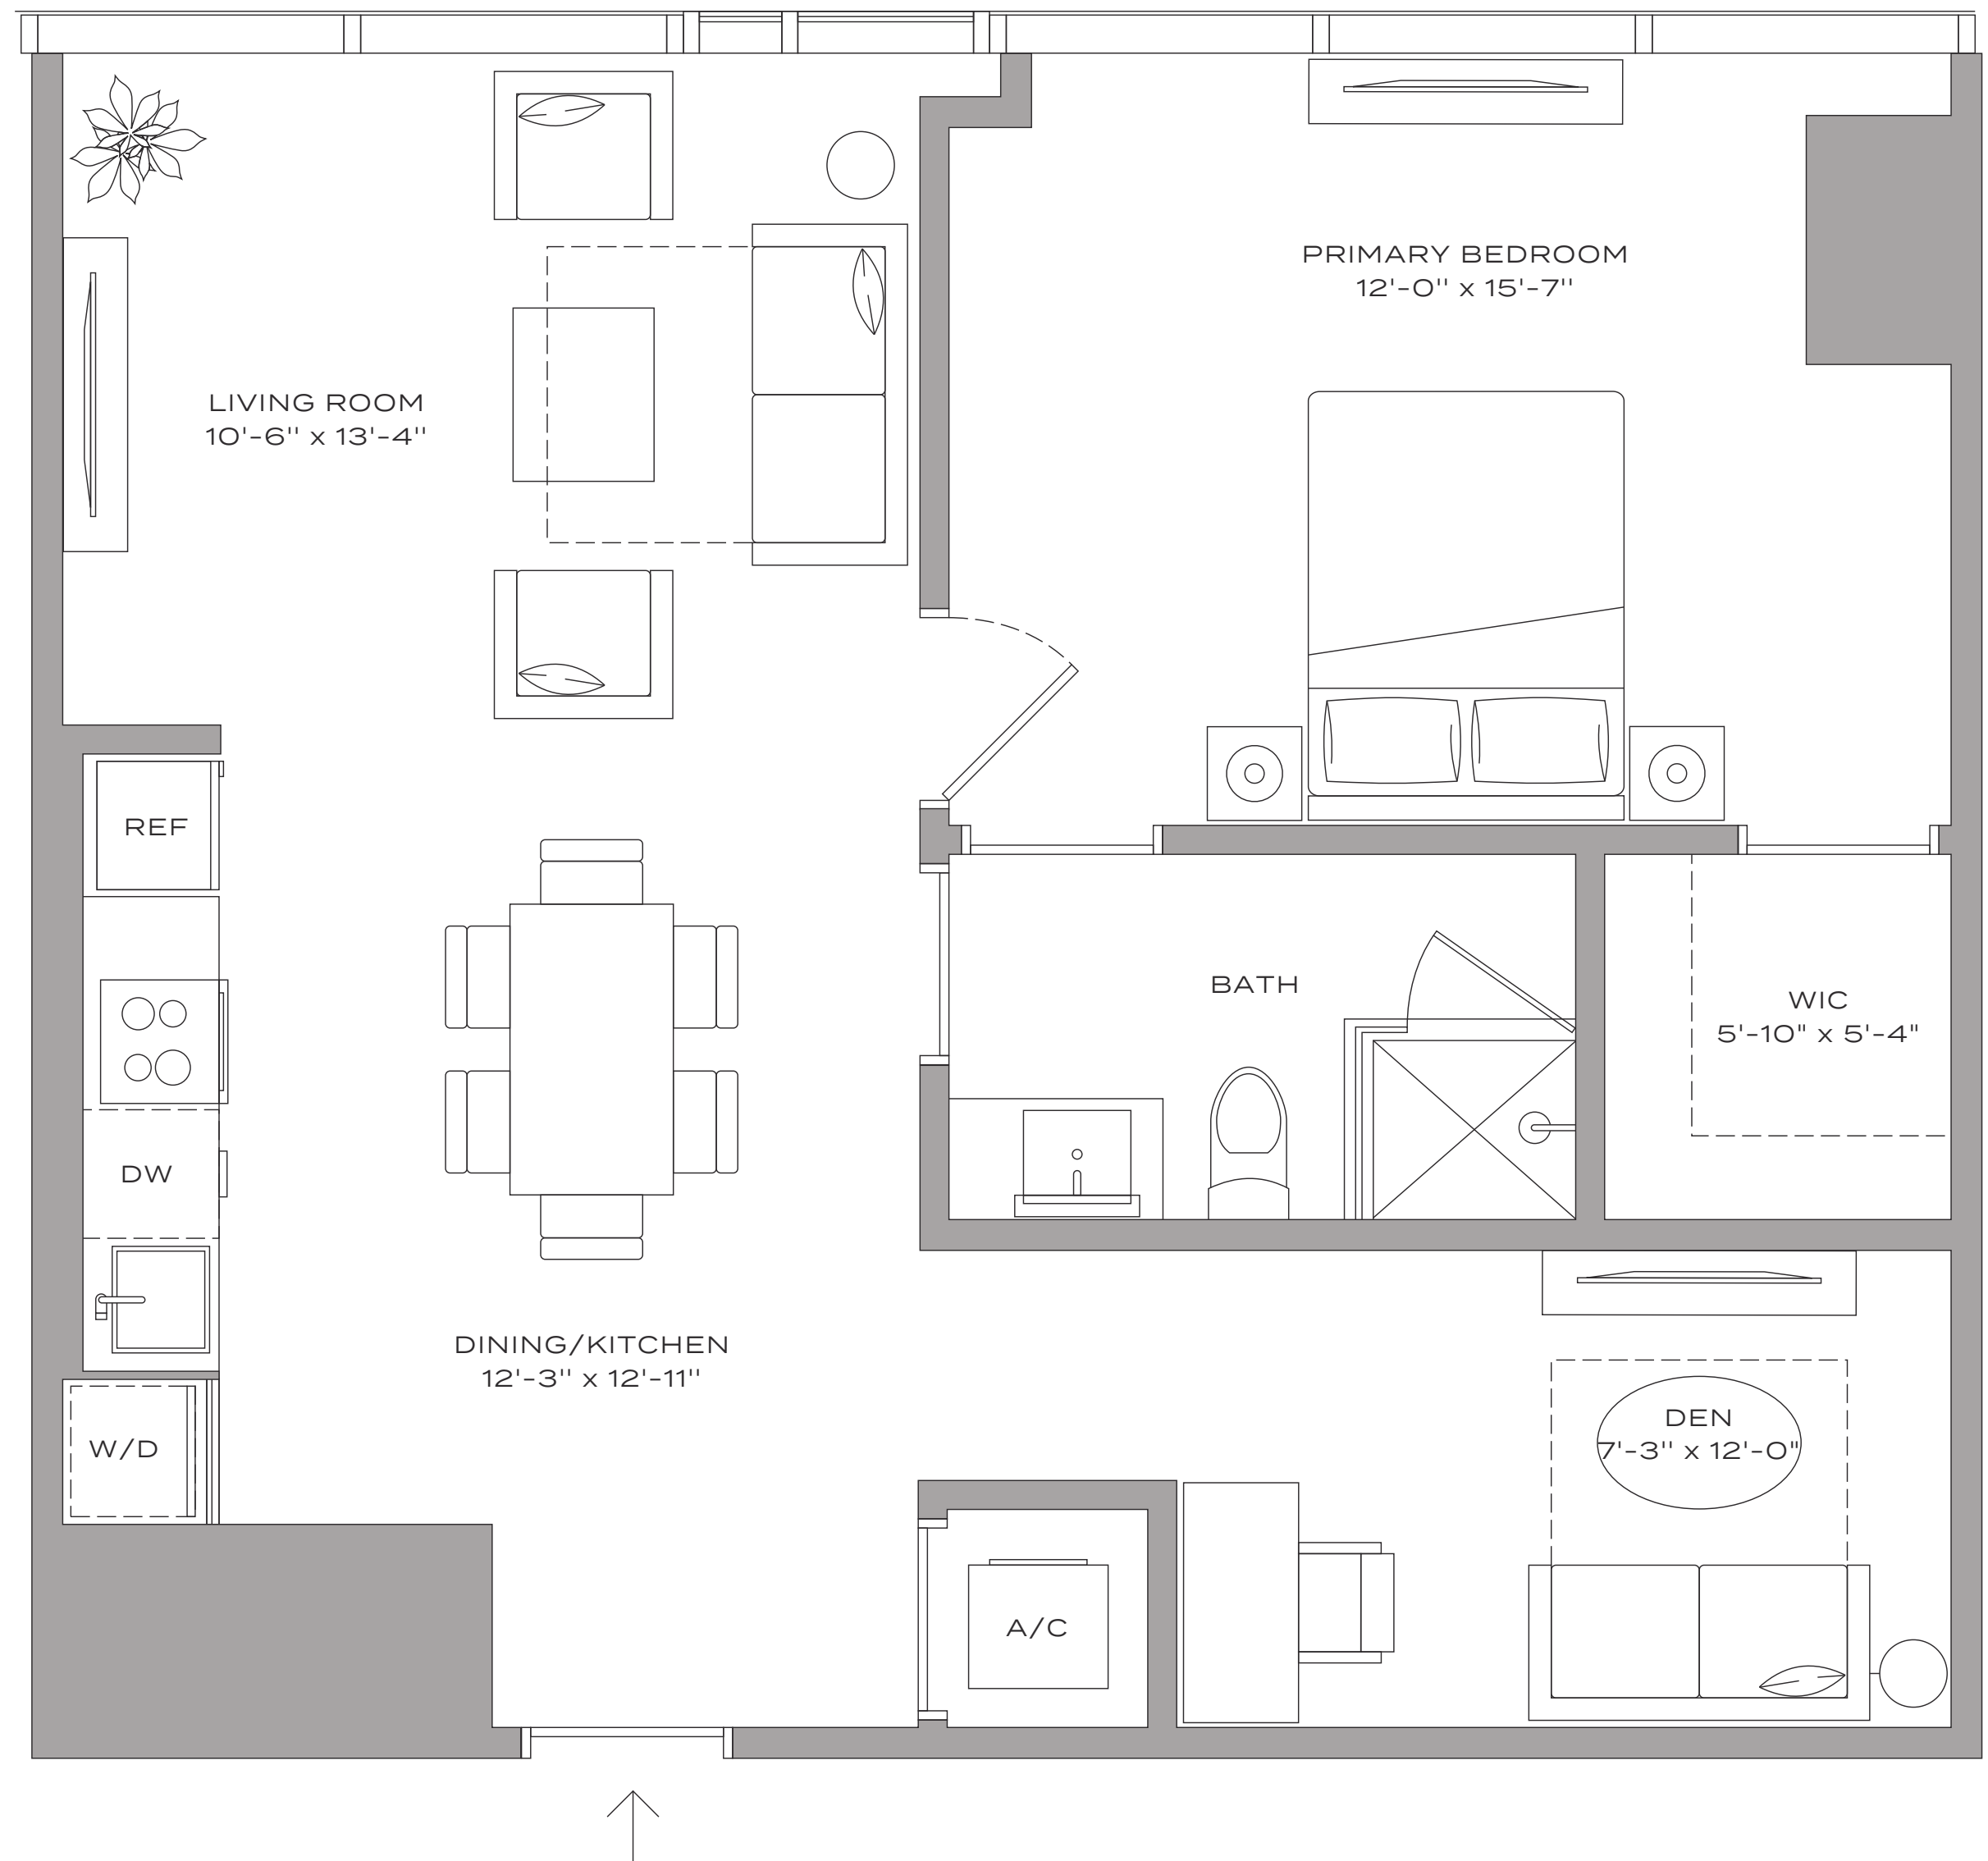 PRIMARY BEDROOM
12'-0'' x 15'-7''
LIVING ROOM
10'-6'' x 13'-4''
REF
BATH
WIC
5'-10" x 5'-4"
DW
DINING/KITCHEN
12'-3'' x 12'-11''
DEN
7'-3'' x 12'-0"
W/D
A/C